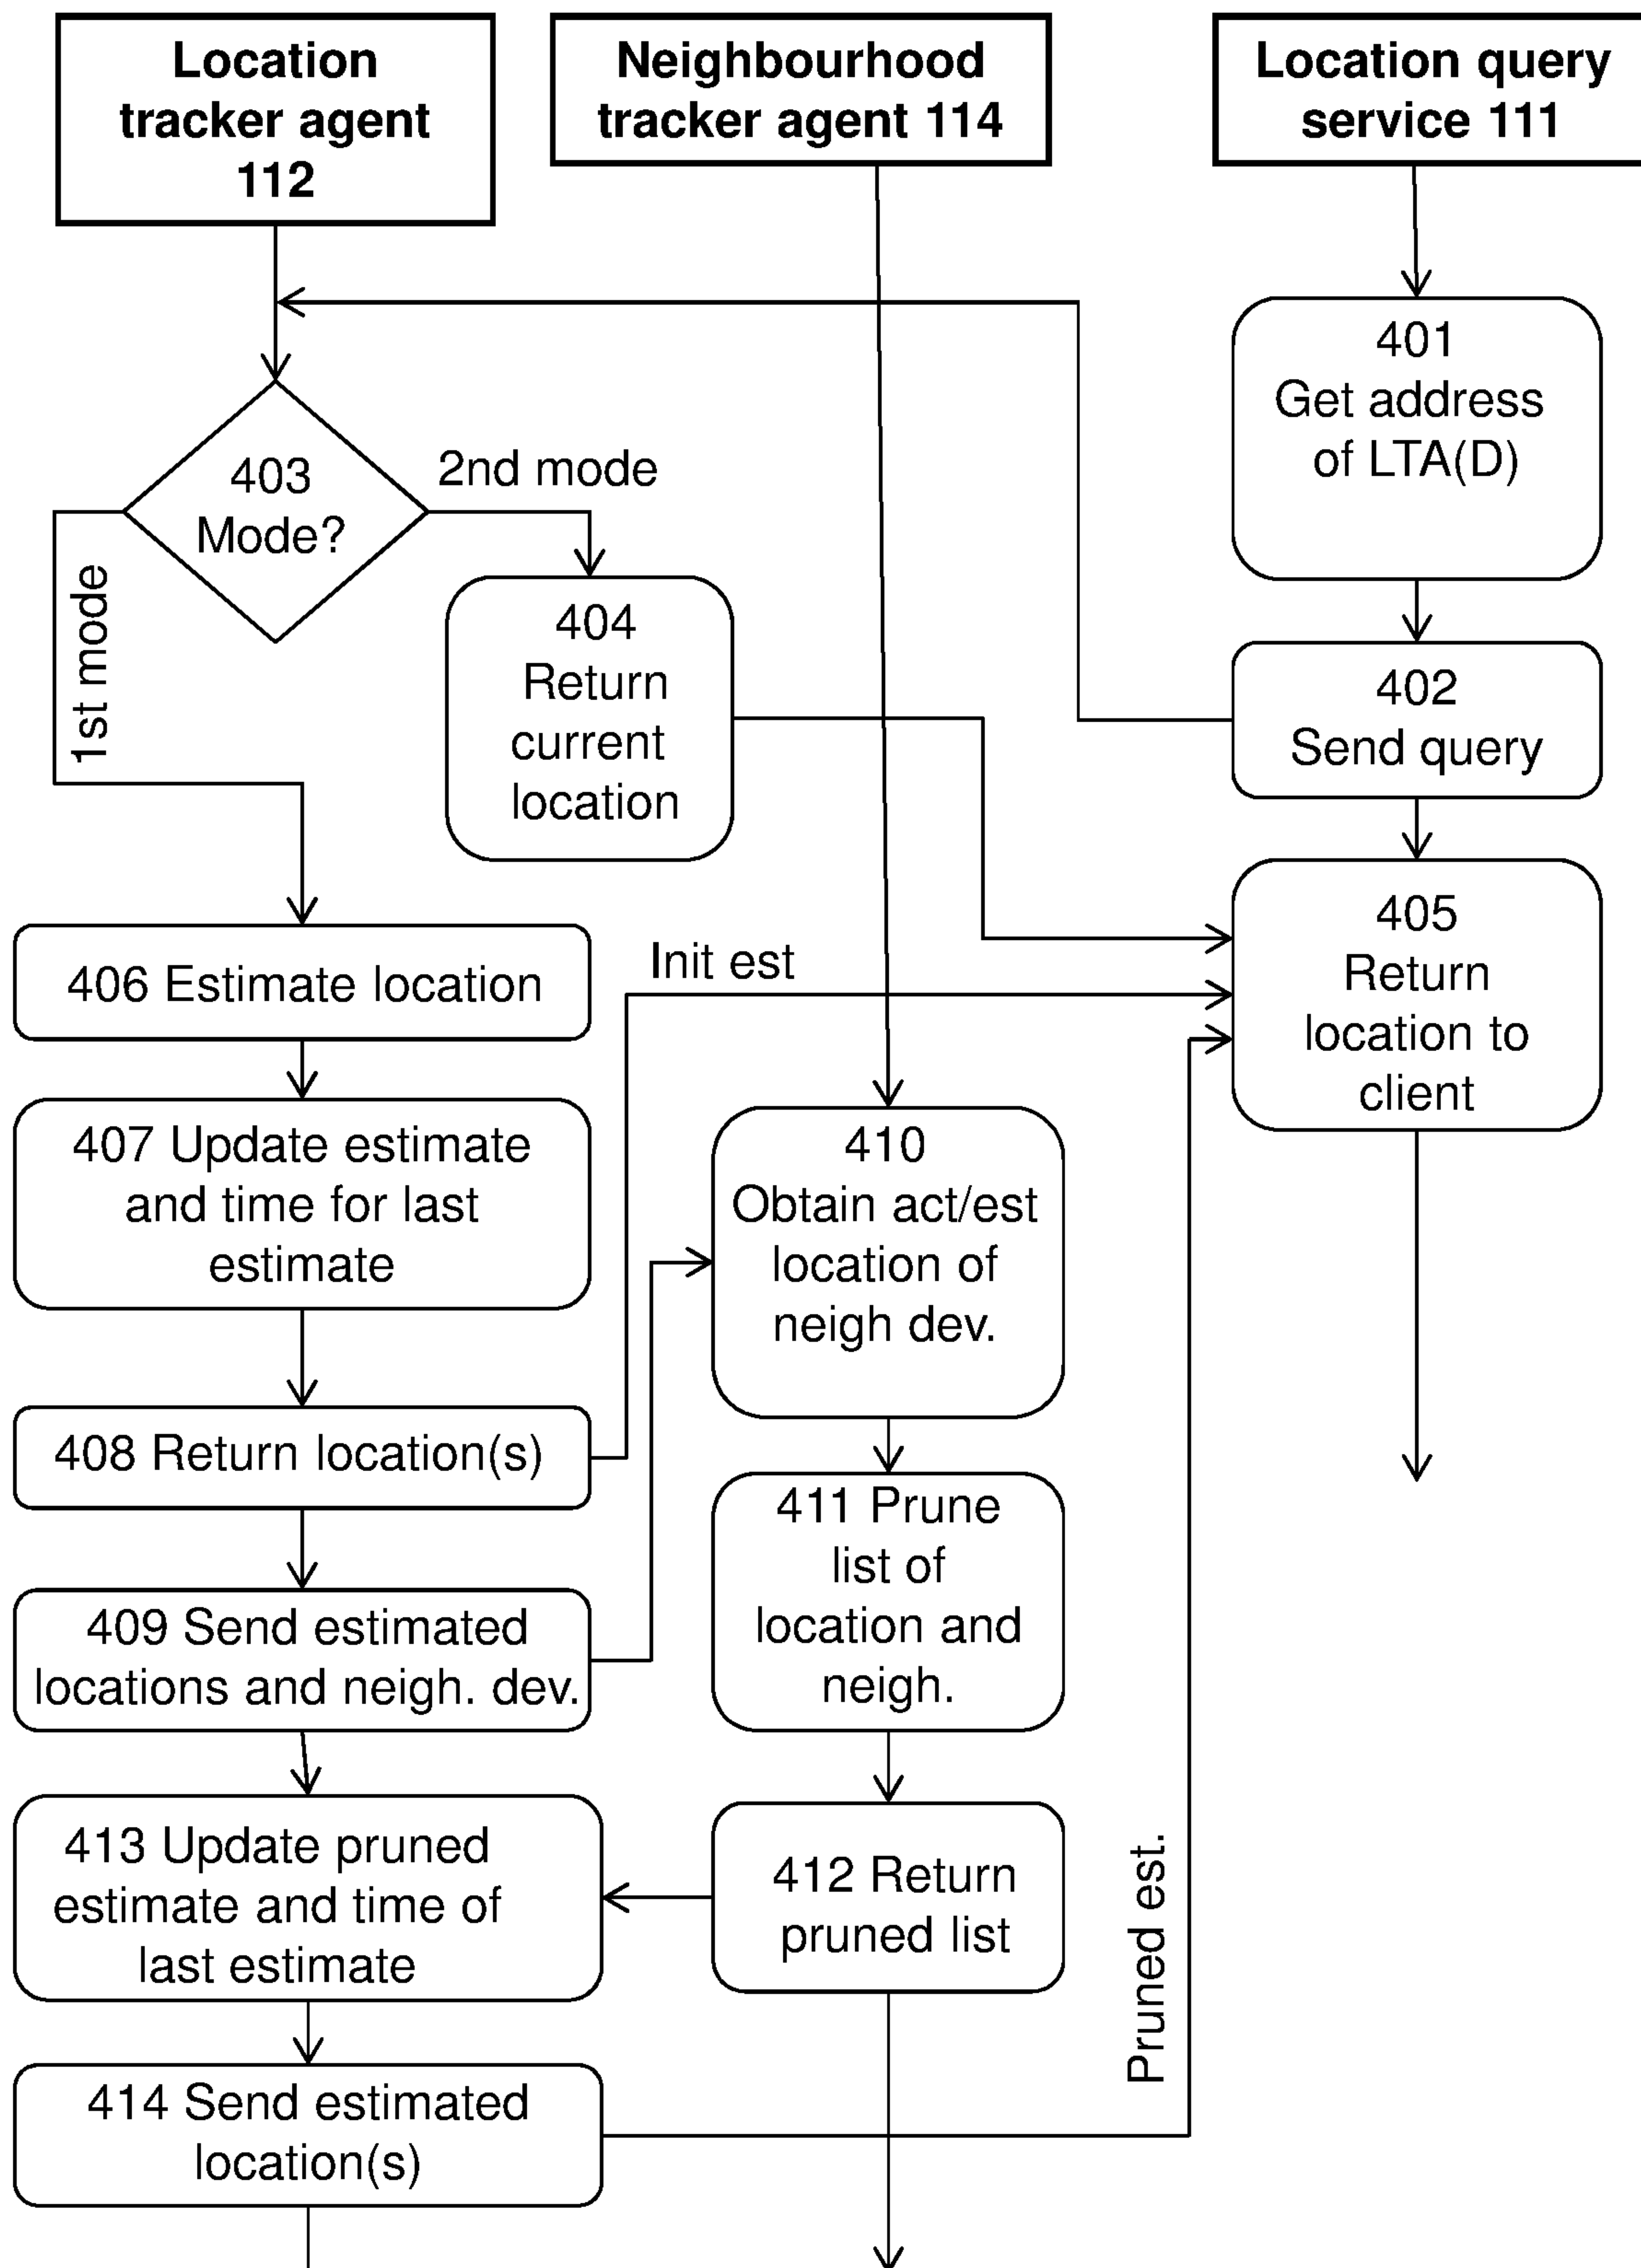 Location
tracker agent
112
Neighbourhood
tracker agent 114
Location query
service 111
401
Get address
of LTA(D)
403
Mode?
2nd mode
1st mode
404
Return
current
location
402
Send query
405
Return
location to
client
406 Estimate location
Init est
407 Update estimate
and time for last
estimate
410
Obtain act/est
location of
neigh dev.
408 Return location(s)
411 Prune
list of
location and
neigh.
409 Send estimated
locations and neigh. dev.
413 Update pruned
estimate and time of
last estimate
412 Return
pruned list
Pruned est.
414 Send estimated
location(s)